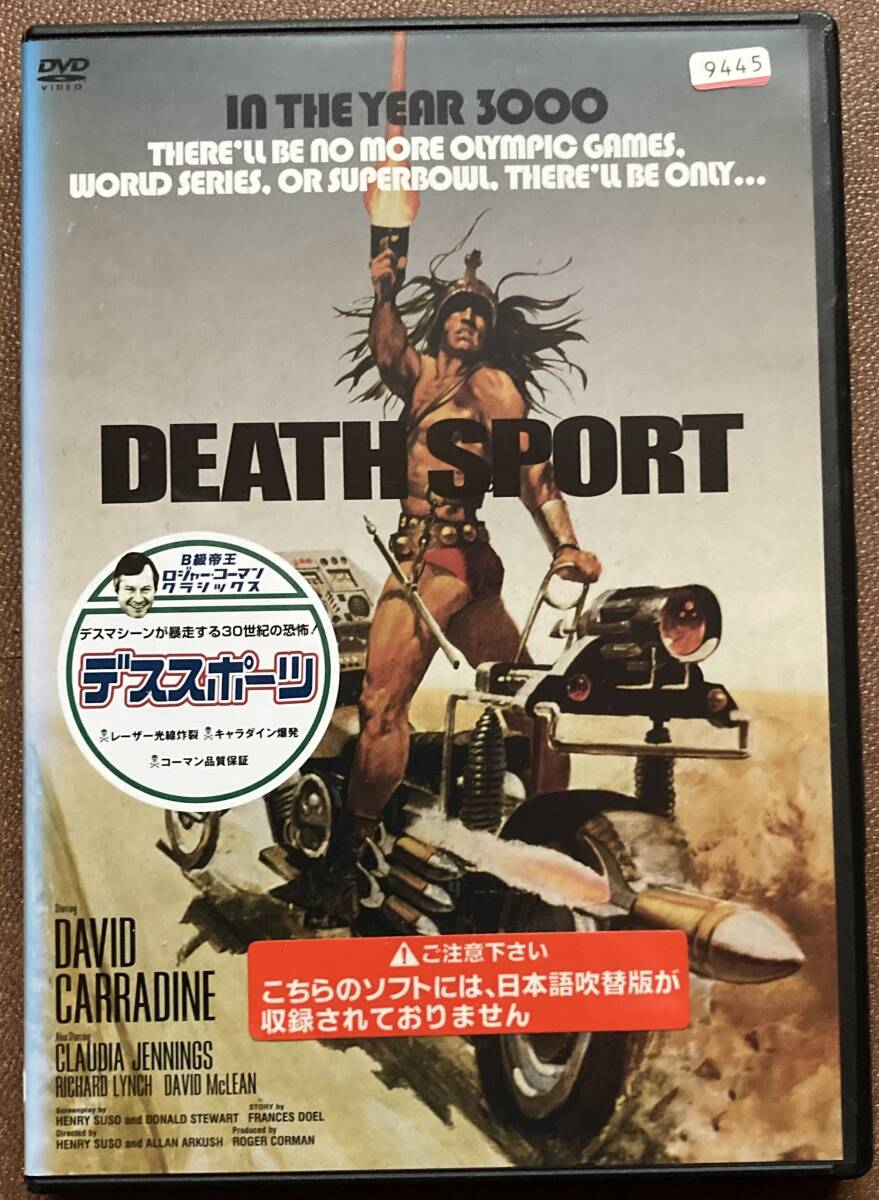 DVD
VIDEO
9445
IN THE YEAR 3000
THERE'LL BE NO MORE OLYMPIC GAMES,
WORLD SERIES, OR SUPERBOWL, THERE'LL BE ONLY...
DEATH SPORT
B級帝王
ロジャー・コーマン
クラシックス
デスマシーンが暴走する30世紀の恐怖!
デススポーツ
レーザー光線炸裂 キャラダイン爆発
コーマン品質保証
Starring
DAVID
CARRADINE
Also Starring
CLAUDIA JENNINGS
RICHARD LYNCH DAVID McLEAN
Screenplay by
HENRY SUSO and DONALD STEWART
STORY by
FRANCES DOEL
Directed by
HENRY SUSO and ALLAN ARKUSH
Produced by
ROGER CORMAN
ご注意下さい
こちらのソフトには、日本語吹替版が
収録されておりません